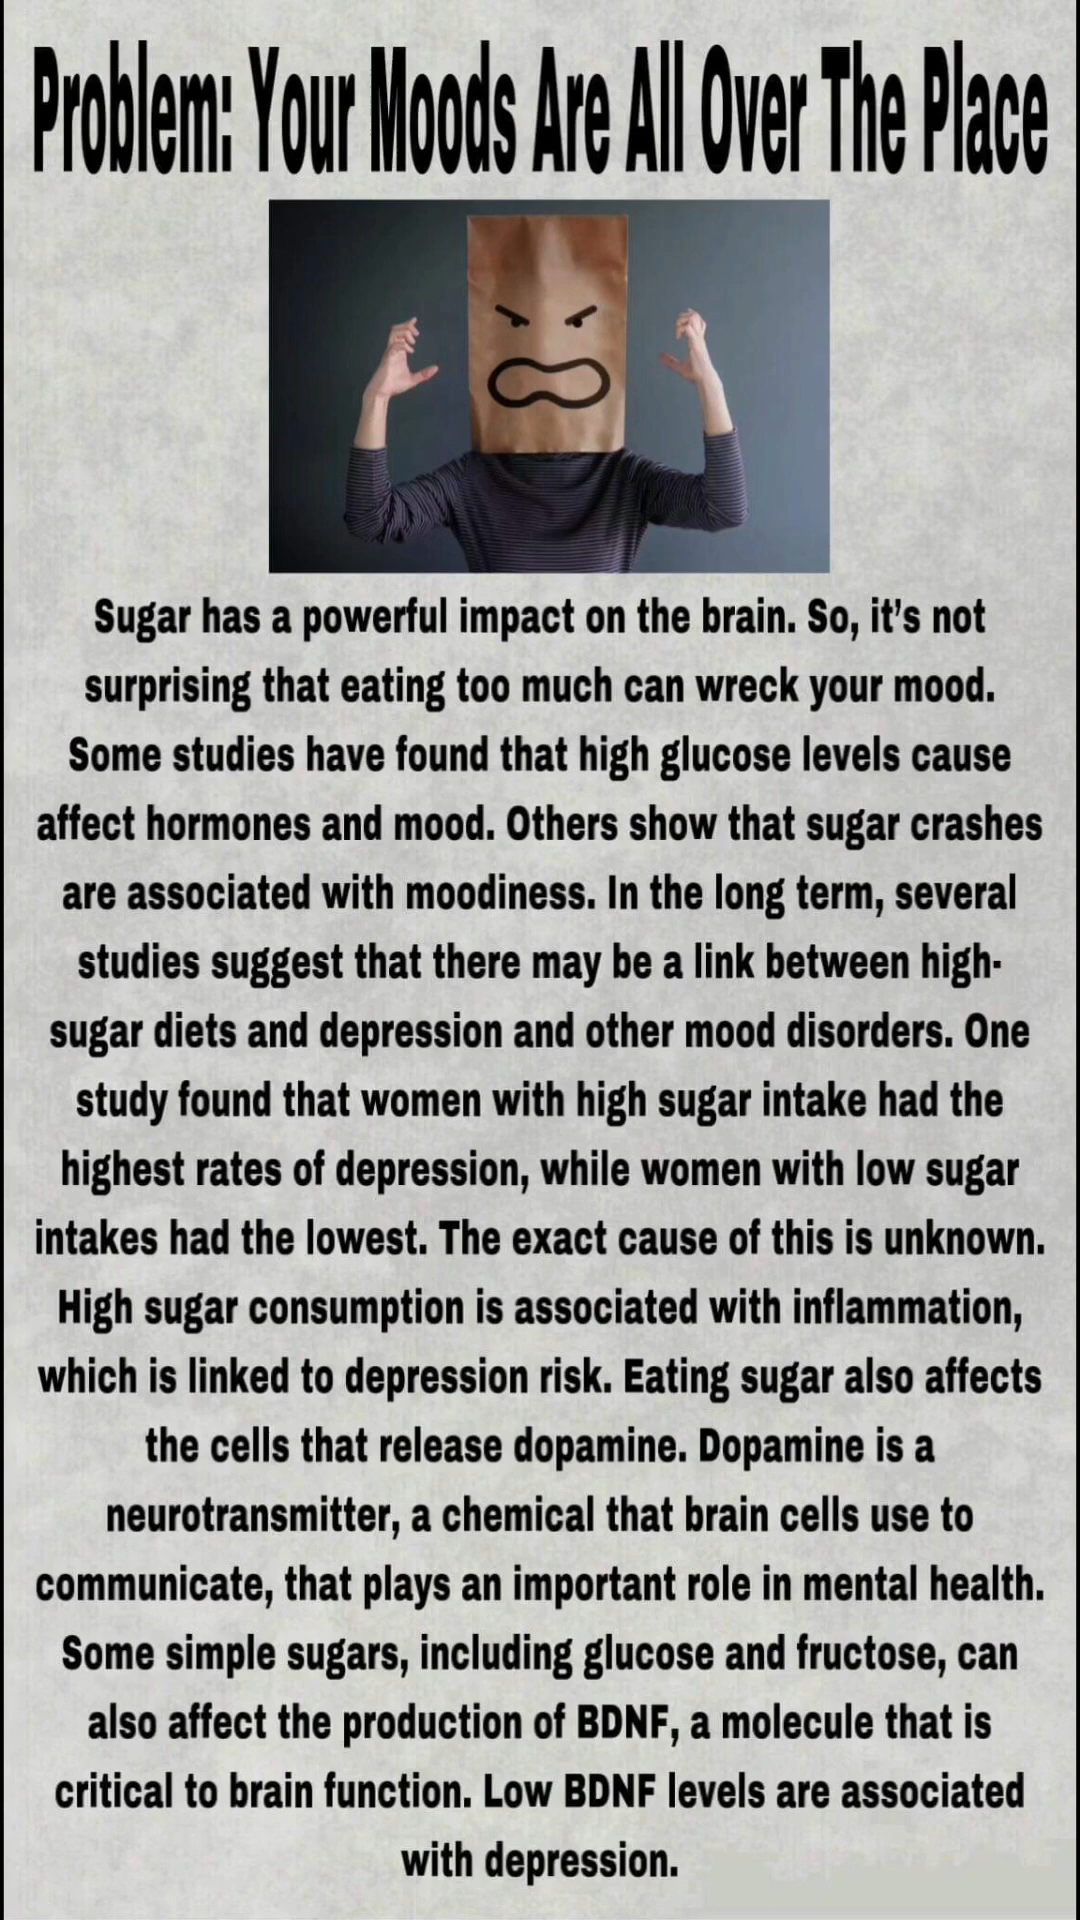 Problem: Your Moods Are All Over The Place
Sugar has a powerful impact on the brain. So, it's not
surprising that eating too much can wreck your mood.
Some studies have found that high glucose levels cause
affect hormones and mood. Others show that sugar crashes
are associated with moodiness. In the long term, several
studies suggest that there may be a link between high-
sugar diets and depression and other mood disorders. One
study found that women with high sugar intake had the
highest rates of depression, while women with low sugar
intakes had the lowest. The exact cause of this is unknown.
High sugar consumption is associated with inflammation,
which is linked to depression risk. Eating sugar also affects
the cells that release dopamine. Dopamine is a
neurotransmitter, a chemical that brain cells use to
communicate, that plays an important role in mental health.
Some simple sugars, including glucose and fructose, can
also affect the production of BDNF, a molecule that is
critical to brain function. Low BDNF levels are associated
with depression.